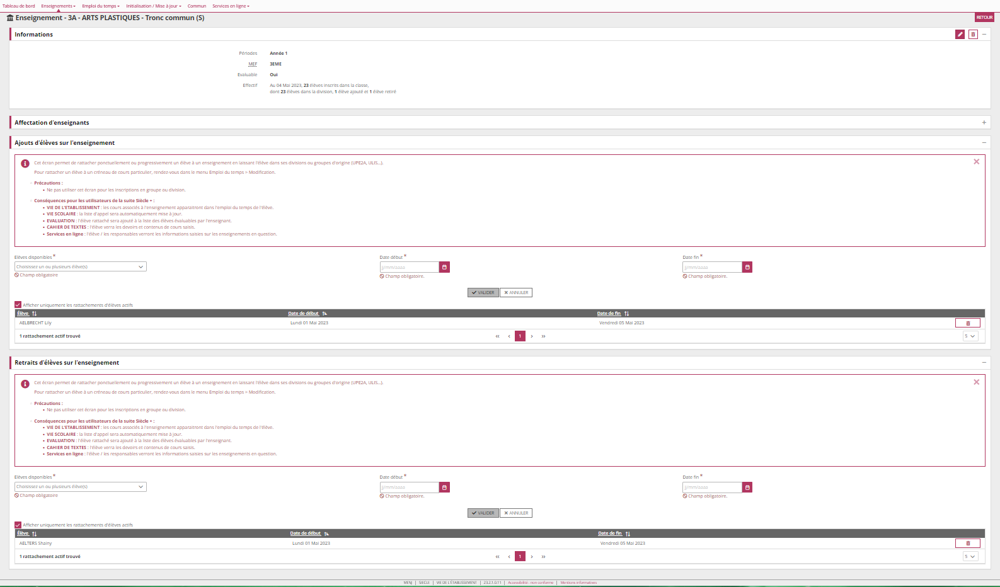 Tableau de bord Enseignements Emploi du temps Initialisation / Mise à jour Commun Services en ligne
Enseignement - 3A - ARTS PLASTIQUES - Tronc commun (S)
RETOUR
Informations
Périodes Année 1
MEF 3EME
Evaluable Oui
Effectif Au 04 Mai 2023, 23 élèves inscrits dans la classe,
dont 23 élèves dans la division, 1 élève ajouté et 1 élève retiré
Affectation d'enseignants
Ajouts d'élèves sur l'enseignement
Cet écran permet de rattacher ponctuellement ou progressivement un élève à un enseignement en laissant l'élève dans ses divisions ou groupes d'origine (UPE2A, ULIS...).
Pour rattacher un élève à un créneau de cours particulier, rendez-vous dans le menu Emploi du temps > Modification.
Précautions :
Ne pas utiliser cet écran pour les inscriptions en groupe ou division.
Conséquences pour les utilisateurs de la suite Siècle + :
VIE DE L'ETABLISSEMENT : les cours associés à l'enseignement apparaitront dans l'emploi du temps de l'élève.
VIE SCOLAIRE : la liste d'appel sera automatiquement mise à jour.
EVALUATION : l'élève rattaché sera ajouté à la liste des élèves évaluables par l'enseignant.
CAHIER DE TEXTES : l'élève verra les devoirs et contenus de cours saisis.
Services en ligne : l'élève / les responsables verront les informations saisies sur les enseignements en question.
Elèves disponibles * Date début * Date fin *
Choisissez un ou plusieurs élève(s) jj/mm/aaaa jj/mm/aaaa
Champ obligatoire Champ obligatoire. Champ obligatoire.
VALIDER ANNULER
Afficher uniquement les rattachements d'élèves actifs
Élève Date de début Date de fin
AELBRECHT Lily Lundi 01 Mai 2023 Vendredi 05 Mai 2023
1 rattachement actif trouvé « ‹ 1 › » 5
Retraits d'élèves sur l'enseignement
Cet écran permet de rattacher ponctuellement ou progressivement un élève à un enseignement en laissant l'élève dans ses divisions ou groupes d'origine (UPE2A, ULIS...).
Pour rattacher un élève à un créneau de cours particulier, rendez-vous dans le menu Emploi du temps > Modification.
Précautions :
Ne pas utiliser cet écran pour les inscriptions en groupe ou division.
Conséquences pour les utilisateurs de la suite Siècle + :
VIE DE L'ETABLISSEMENT : les cours associés à l'enseignement apparaitront dans l'emploi du temps de l'élève.
VIE SCOLAIRE : la liste d'appel sera automatiquement mise à jour.
EVALUATION : l'élève rattaché sera ajouté à la liste des élèves évaluables par l'enseignant.
CAHIER DE TEXTES : l'élève verra les devoirs et contenus de cours saisis.
Services en ligne : l'élève / les responsables verront les informations saisies sur les enseignements en question.
Elèves disponibles * Date début * Date fin *
Choisissez un ou plusieurs élève(s) jj/mm/aaaa jj/mm/aaaa
Champ obligatoire Champ obligatoire. Champ obligatoire.
VALIDER ANNULER
Afficher uniquement les rattachements d'élèves actifs
Élève Date de début Date de fin
AELTERS Shainy Lundi 01 Mai 2023 Vendredi 05 Mai 2023
1 rattachement actif trouvé « ‹ 1 › » 5
MENJ | SIECLE | VIE DE L'ÉTABLISSEMENT | 23.2.1.0.11 | Accessibilité : non conforme | Mentions informatives